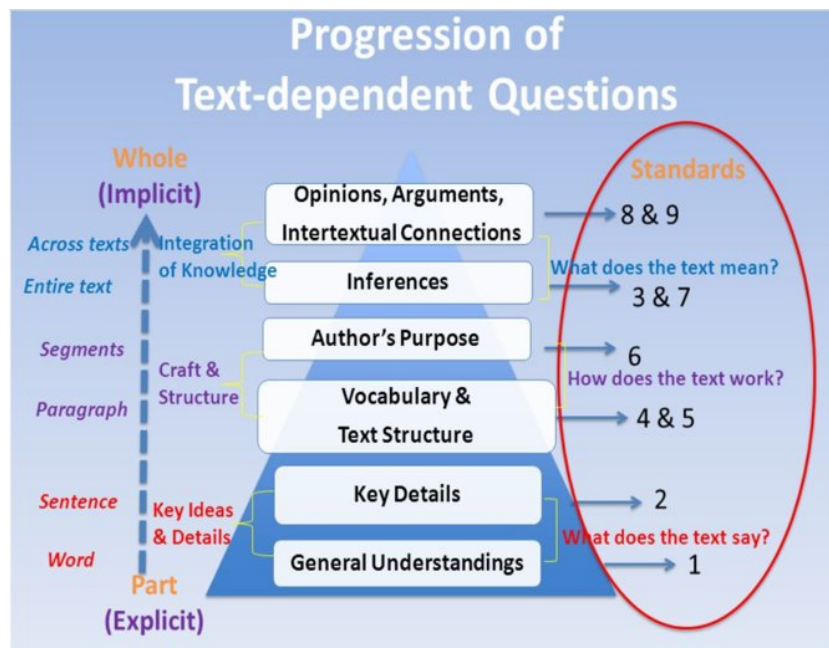 Progression of
Text-dependent Questions
Whole
(Implicit)
Standards
Opinions, Arguments,
Intertextual Connections
8 & 9
Across texts
Integration
of Knowledge
Entire text
Inferences
What does the text mean?
3 & 7
Segments
Author's Purpose
6
Craft &
Structure
How does the text work?
Paragraph
Vocabulary &
Text Structure
4 & 5
Sentence
Key Ideas
& Details
Key Details
2
What does the text say?
Word
General Understandings
1
Part
(Explicit)